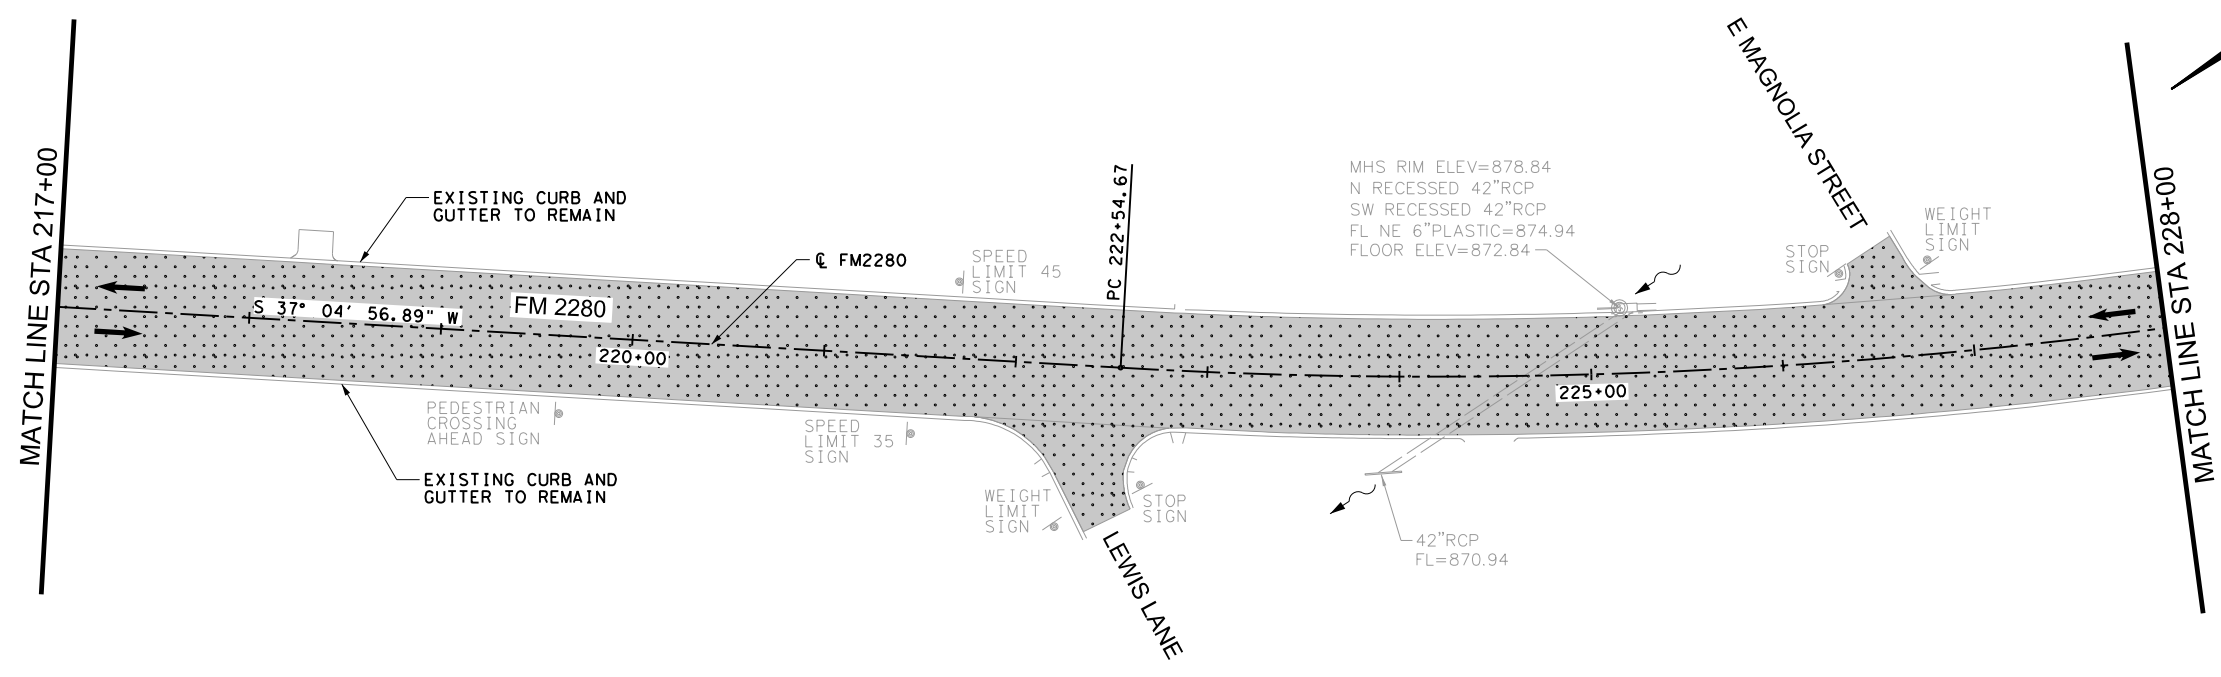 MATCH LINE STA 217+00
EXISTING CURB AND
GUTTER TO REMAIN
S 37° 04' 56.89" W
FM 2280
220+00
℄ FM2280
PEDESTRIAN
CROSSING
AHEAD SIGN
EXISTING CURB AND
GUTTER TO REMAIN
SPEED
LIMIT 45
SIGN
SPEED
LIMIT 35
SIGN
PC 222+54.67
WEIGHT
LIMIT
SIGN
STOP
SIGN
LEWIS LANE
MHS RIM ELEV=878.84
N RECESSED 42"RCP
SW RECESSED 42"RCP
FL NE 6"PLASTIC=874.94
FLOOR ELEV=872.84
225+00
42"RCP
FL=870.94
E MAGNOLIA STREET
STOP
SIGN
WEIGHT
LIMIT
SIGN
MATCH LINE STA 228+00